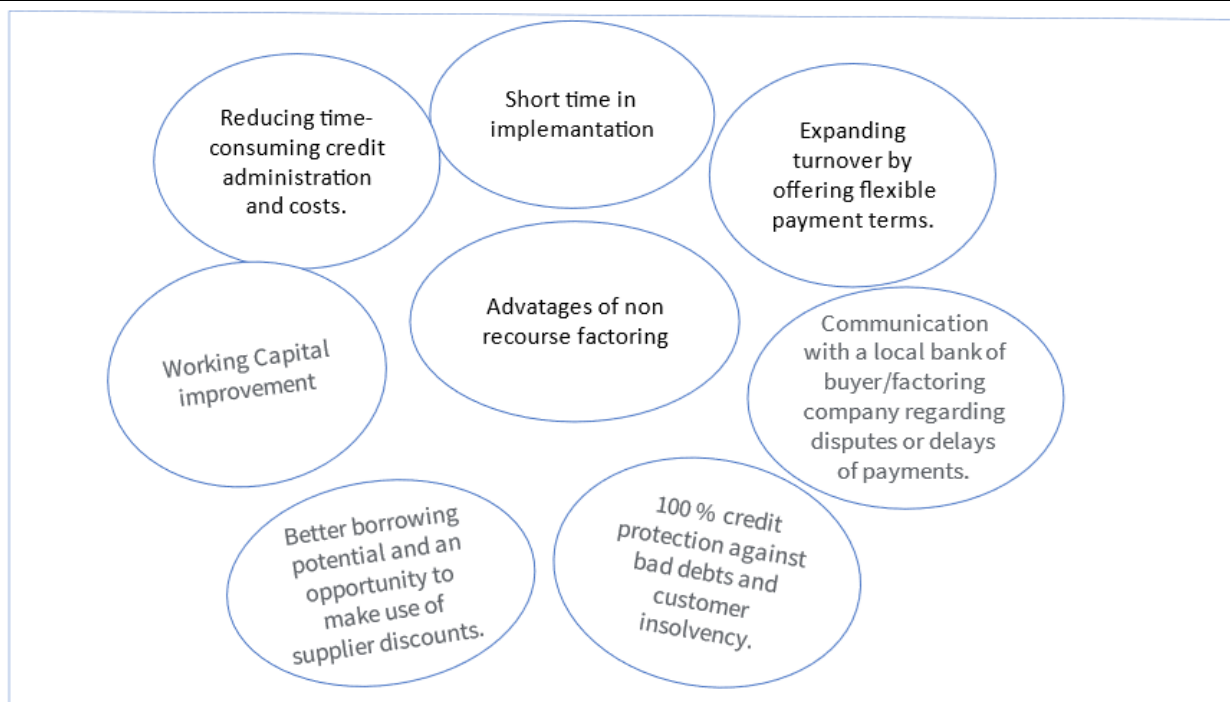 Reducing time-
consuming credit
administration
and costs.
Short time in
implemantation
Expanding
turnover by
offering flexible
payment terms.
Advatages of non
recourse factoring
Working Capital
improvement
Communication
with a local bank of
buyer/factoring
company regarding
disputes or delays
of payments.
Better borrowing
potential and an
opportunity to
make use of
supplier discounts.
100 % credit
protection against
bad debts and
customer
insolvency.